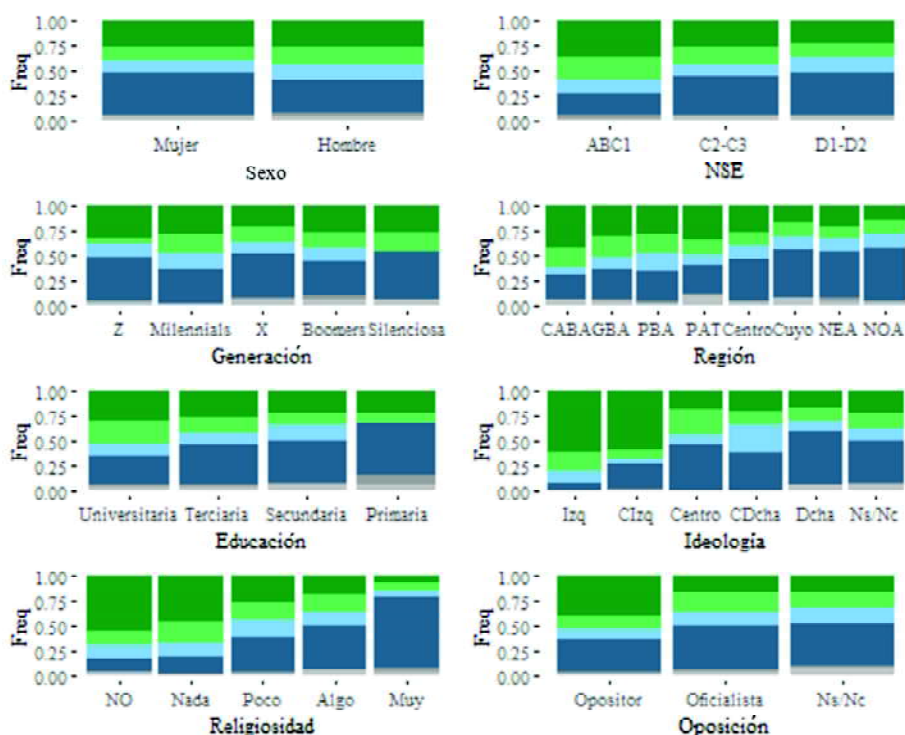 1.00
0.75
0.50
0.25
0.00
Freq
Mujer Hombre
Sexo
1.00
0.75
0.50
0.25
0.00
Freq
ABC1 C2-C3 D1-D2
NSE
1.00
0.75
0.50
0.25
0.00
Freq
Z Milennials X Boomers Silenciosa
Generación
1.00
0.75
0.50
0.25
0.00
Freq
CABA GBA PBA PAT Centro Cuyo NEA NOA
Región
1.00
0.75
0.50
0.25
0.00
Freq
Universitaria Terciaria Secundaria Primaria
Educación
1.00
0.75
0.50
0.25
0.00
Freq
Izq CIzq Centro CDcha Dcha Ns/Nc
Ideología
1.00
0.75
0.50
0.25
0.00
Freq
NO Nada Poco Algo Muy
Religiosidad
1.00
0.75
0.50
0.25
0.00
Freq
Opositor Oficialista Ns/Nc
Oposición